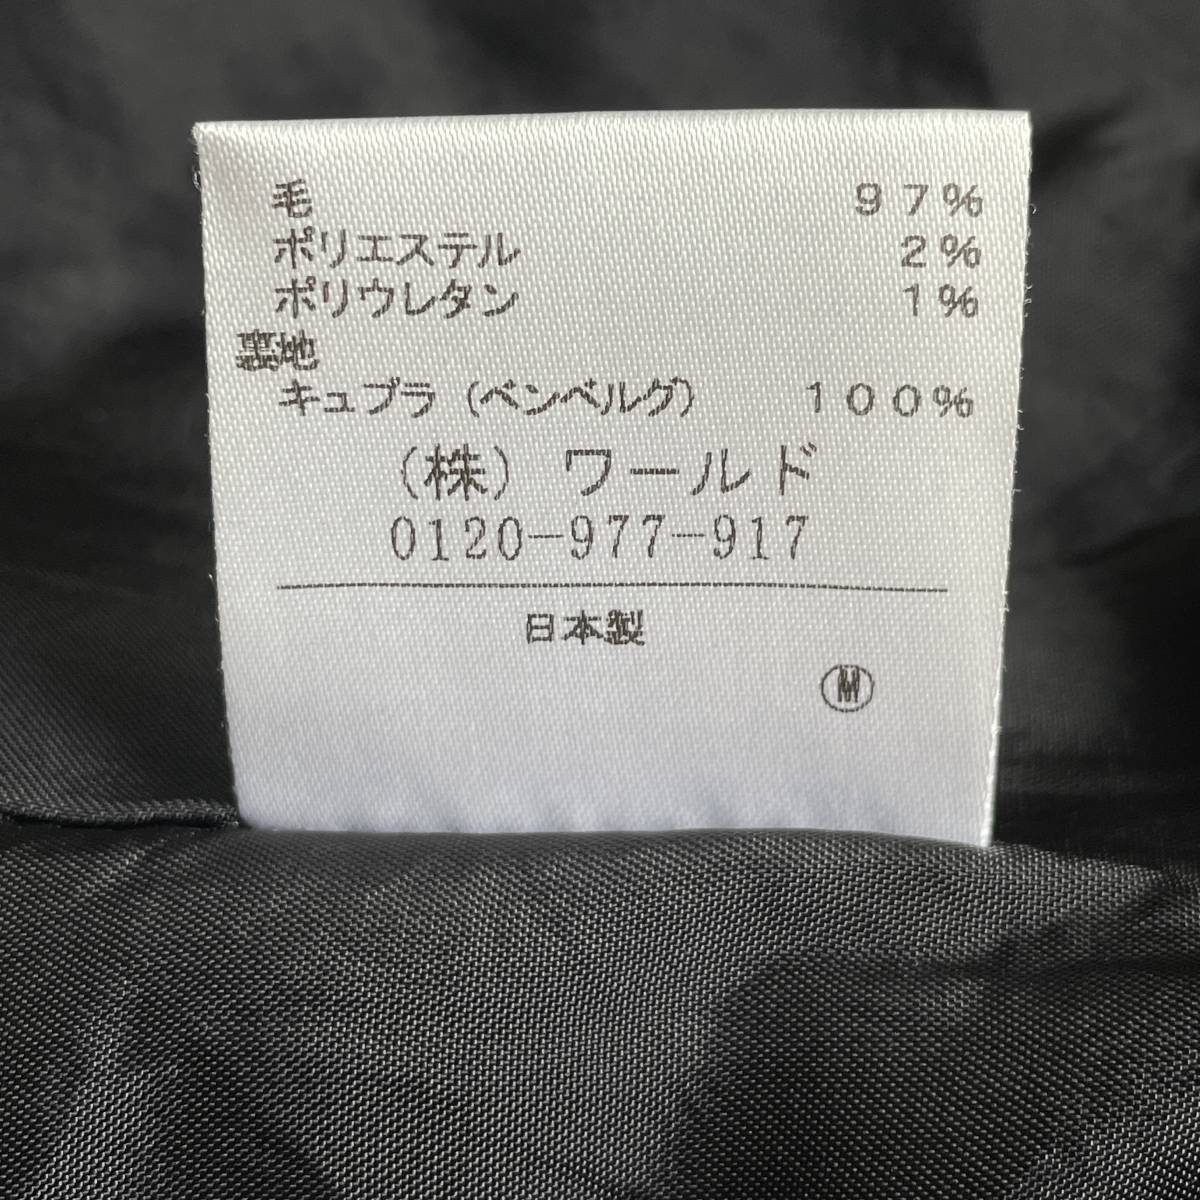 毛 97%
ポリエステル 2%
ポリウレタン 1%
裏地
キュプラ(ベンベルグ) 100%
(株) ワールド
0120-977-917
日本製
Ⓜ